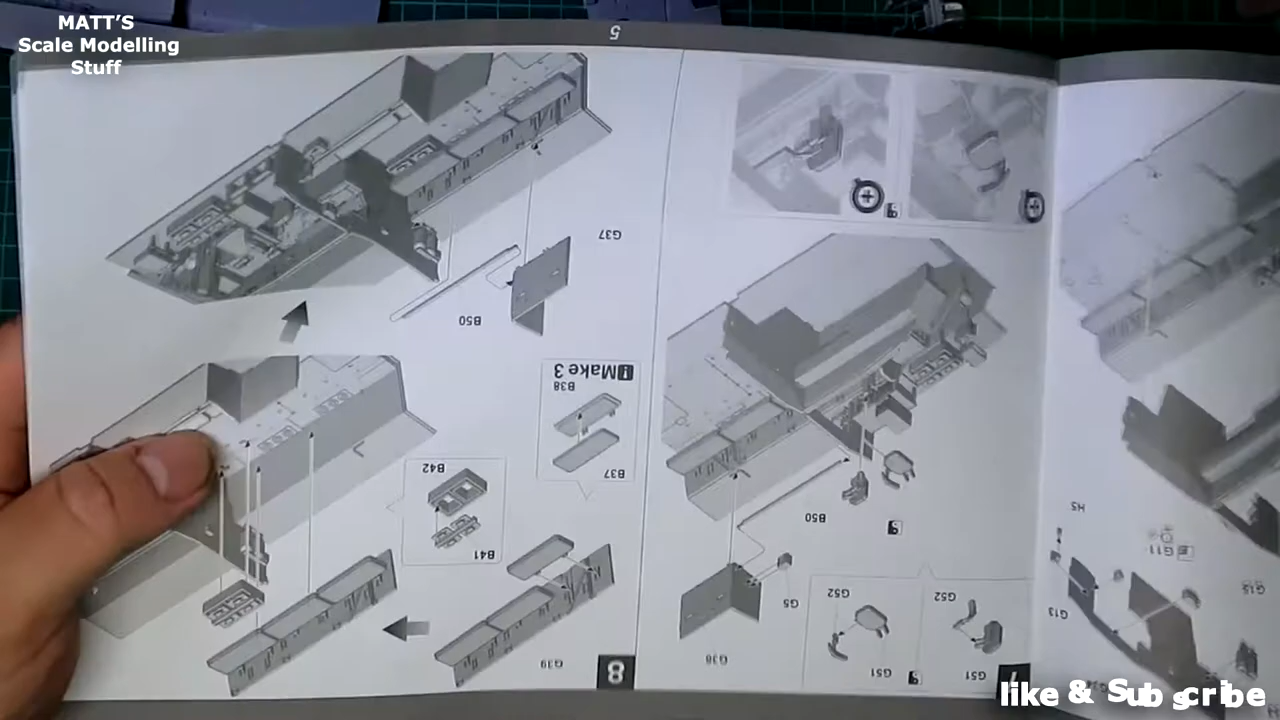 MATT'S
Scale Modelling
Stuff
5
G37
B50
Make 3
B38
B37
B42
B41
G39
8
B50
G5
G38
G52
G51
G52
G51
7
H5
G11
G13
G12
like & Subscribe